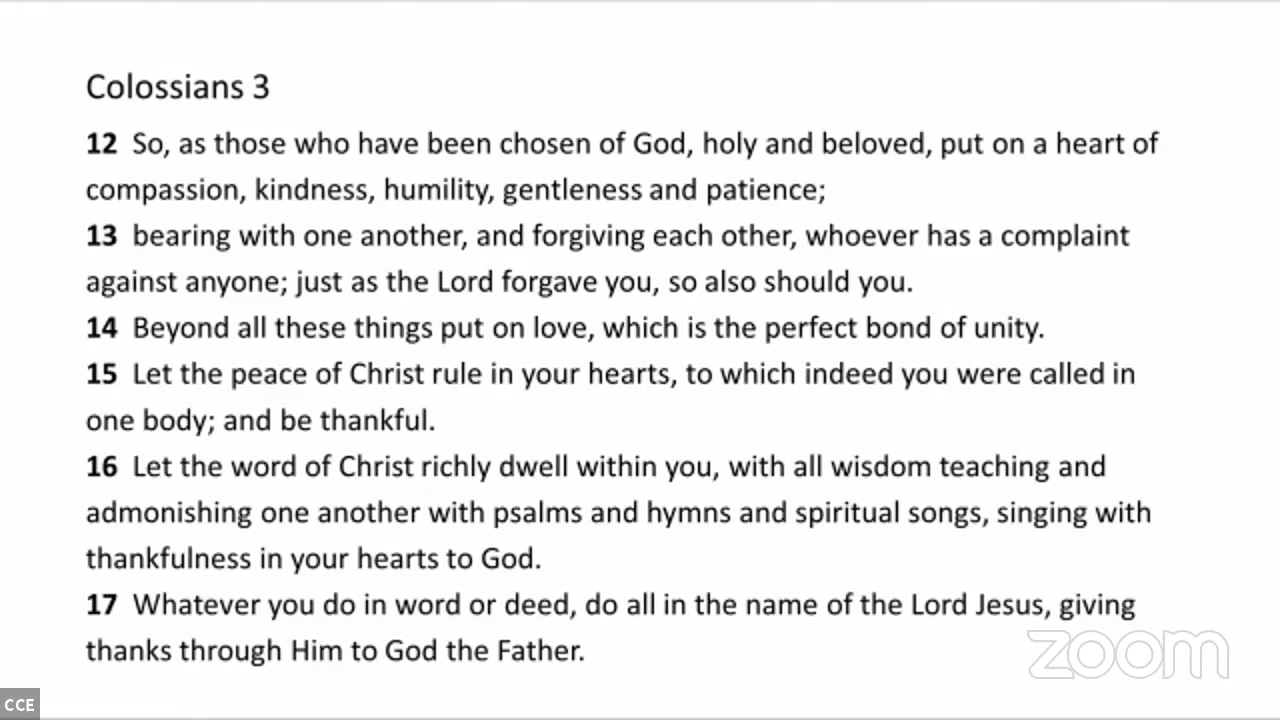 Colossians 3
12 So, as those who have been chosen of God, holy and beloved, put on a heart of
compassion, kindness, humility, gentleness and patience;
13 bearing with one another, and forgiving each other, whoever has a complaint
against anyone; just as the Lord forgave you, so also should you.
14 Beyond all these things put on love, which is the perfect bond of unity.
15 Let the peace of Christ rule in your hearts, to which indeed you were called in
one body; and be thankful.
16 Let the word of Christ richly dwell within you, with all wisdom teaching and
admonishing one another with psalms and hymns and spiritual songs, singing with
thankfulness in your hearts to God.
17 Whatever you do in word or deed, do all in the name of the Lord Jesus, giving
thanks through Him to God the Father.
zoom
CCE